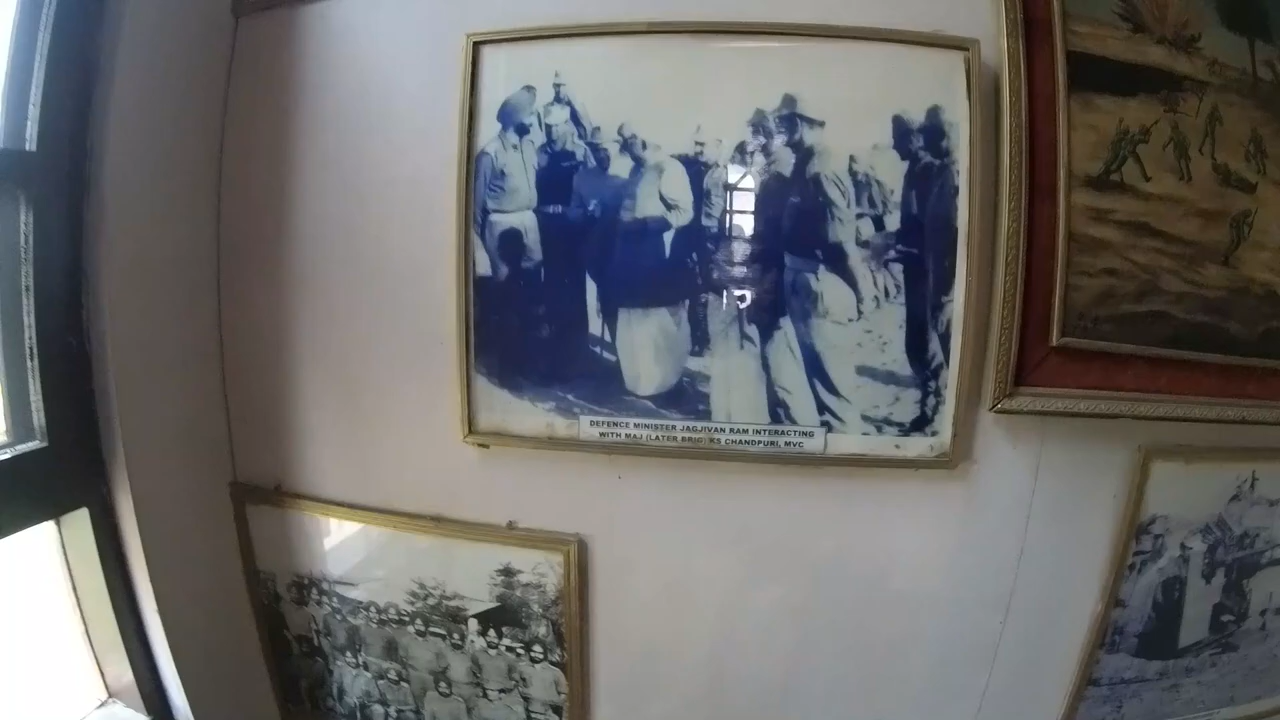 DEFENCE MINISTER JAGJIVAN RAM INTERACTING
WITH MAJ (LATER BRIG) KS CHANDPURI, MVC